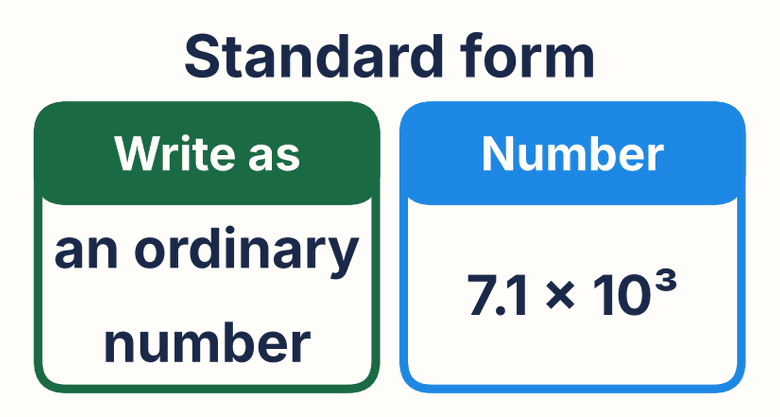 Standard form
Write as
an ordinary
number
Number
7.1 × 10³